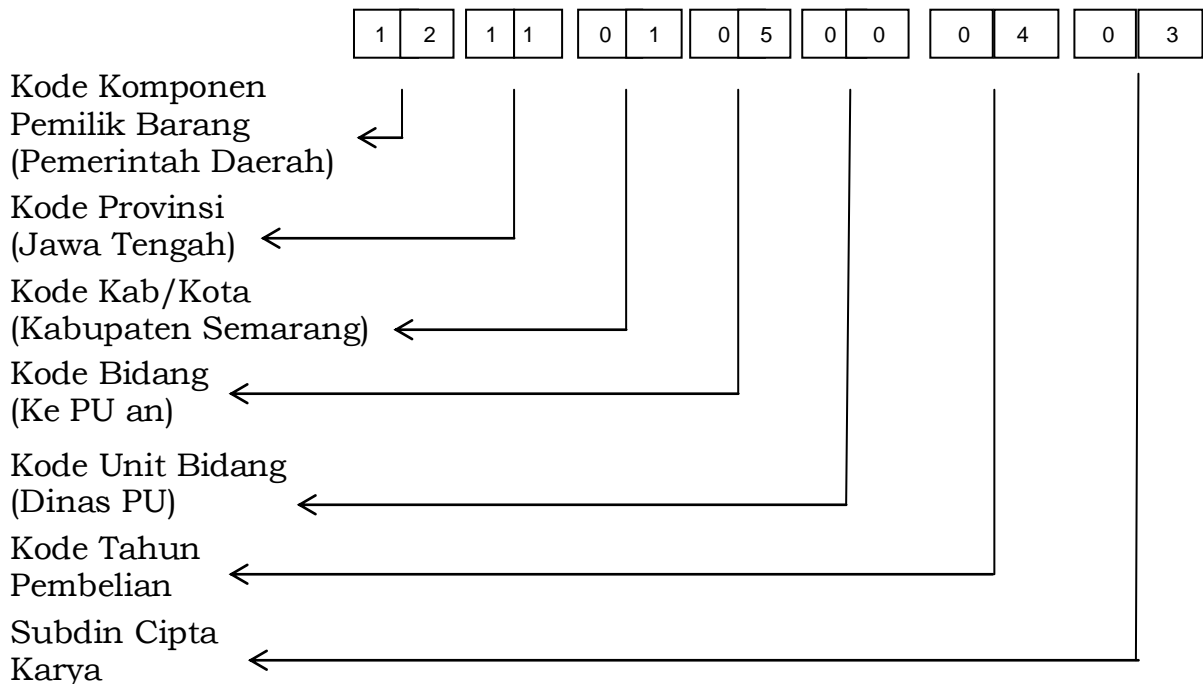 1 2 1 1 0 1 0 5 0 0 0 4 0 3
Kode Komponen
Pemilik Barang
(Pemerintah Daerah)
Kode Provinsi
(Jawa Tengah)
Kode Kab/Kota
(Kabupaten Semarang)
Kode Bidang
(Ke PU an)
Kode Unit Bidang
(Dinas PU)
Kode Tahun
Pembelian
Subdin Cipta
Karya